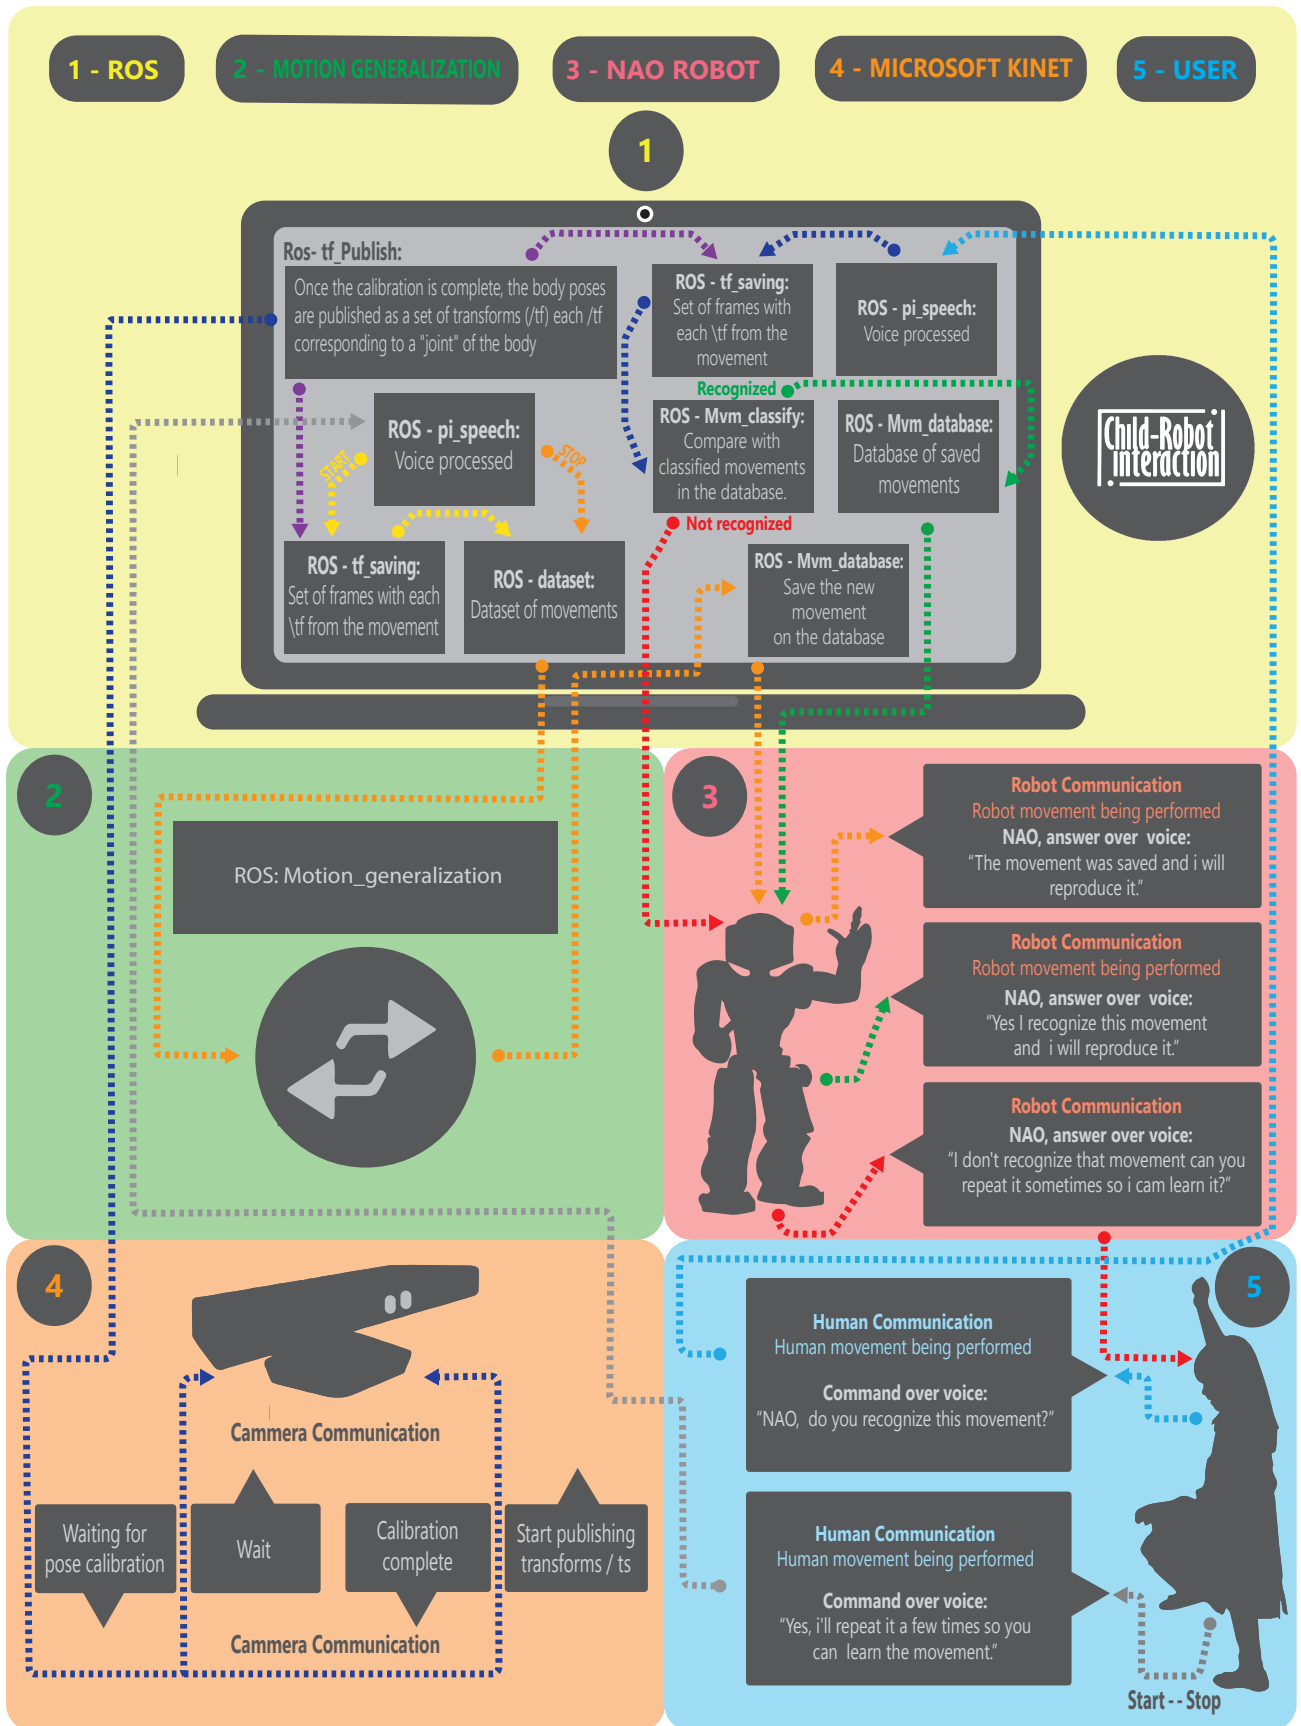 1 - ROS
2 - MOTION GENERALIZATION
3 - NAO ROBOT
4 - MICROSOFT KINET
5 - USER
1
Ros- tf_Publish:
Once the calibration is complete, the body poses
are published as a set of transforms (/tf) each /tf
corresponding to a "joint" of the body
ROS - tf_saving:
Set of frames with
each \tf from the
movement
ROS - pi_speech:
Voice processed
Recognized
ROS - pi_speech:
Voice processed
START
STOP
ROS - Mvm_classify:
Compare with
classified movements
in the database.
ROS - Mvm_database:
Database of saved
movements
Child-Robot
interaction
Not recognized
ROS - tf_saving:
Set of frames with each
\tf from the movement
ROS - dataset:
Dataset of movements
ROS - Mvm_database:
Save the new
movement
on the database
2
ROS: Motion_generalization
3
Robot Communication
Robot movement being performed
NAO, answer over  voice:
“The movement was saved and i will
reproduce it.”
Robot Communication
Robot movement being performed
NAO, answer over  voice:
“Yes I recognize this movement
and  i will reproduce it.”
Robot Communication
NAO, answer over voice:
“I don't recognize that movement can you
repeat it sometimes so i cam learn it?”
4
Cammera Communication
Waiting for
pose calibration
Wait
Calibration
complete
Start publishing
transforms / ts
Cammera Communication
5
Human Communication
Human movement being performed
Command over voice:
“NAO,  do you recognize this movement?”
Human Communication
Human movement being performed
Command over voice:
“Yes, i'll repeat it a few times so you
can  learn the movement.”
Start - - Stop